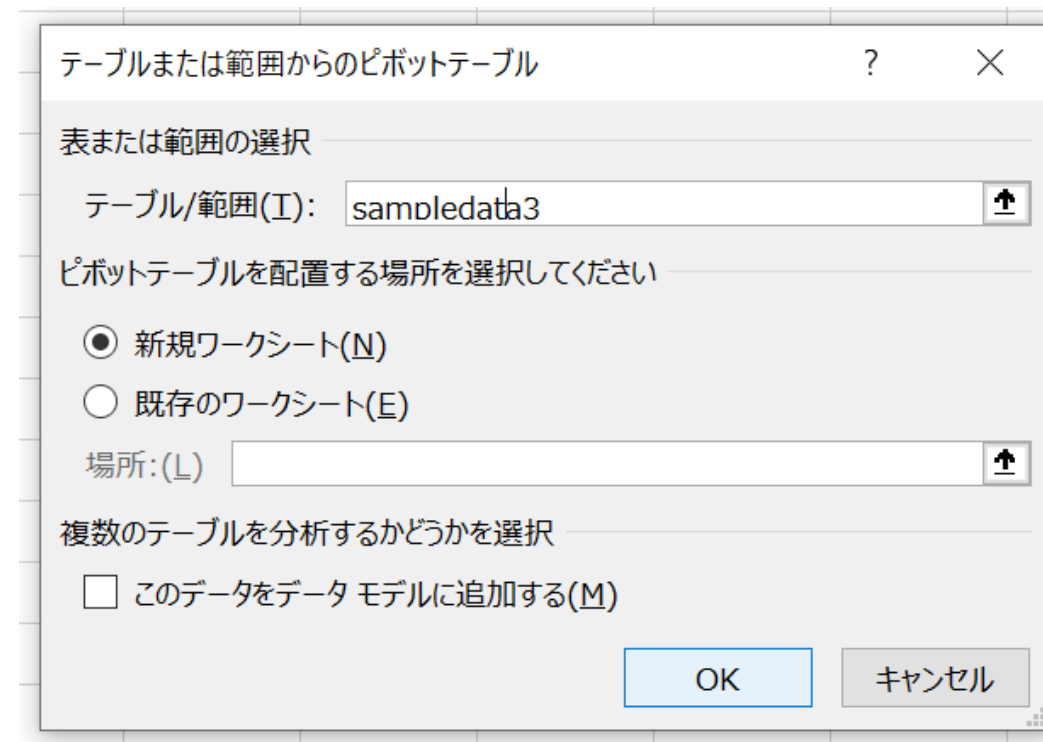 テーブルまたは範囲からのピボットテーブル ?
表または範囲の選択
テーブル/範囲(T): sampledata3
ピボットテーブルを配置する場所を選択してください
新規ワークシート(N)
既存のワークシート(E)
場所:(L)
複数のテーブルを分析するかどうかを選択
このデータをデータ モデルに追加する(M)
OK キャンセル